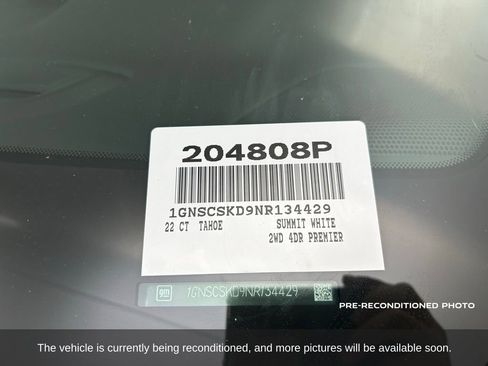 204808P
1GNSCSKD9NR134429
22 CT TAHOE SUMMIT WHITE
2WD 4DR PREMIER
gm 1GNSCSKD9NR134429
PRE-RECONDITIONED PHOTO
The vehicle is currently being reconditioned, and more pictures will be available soon.